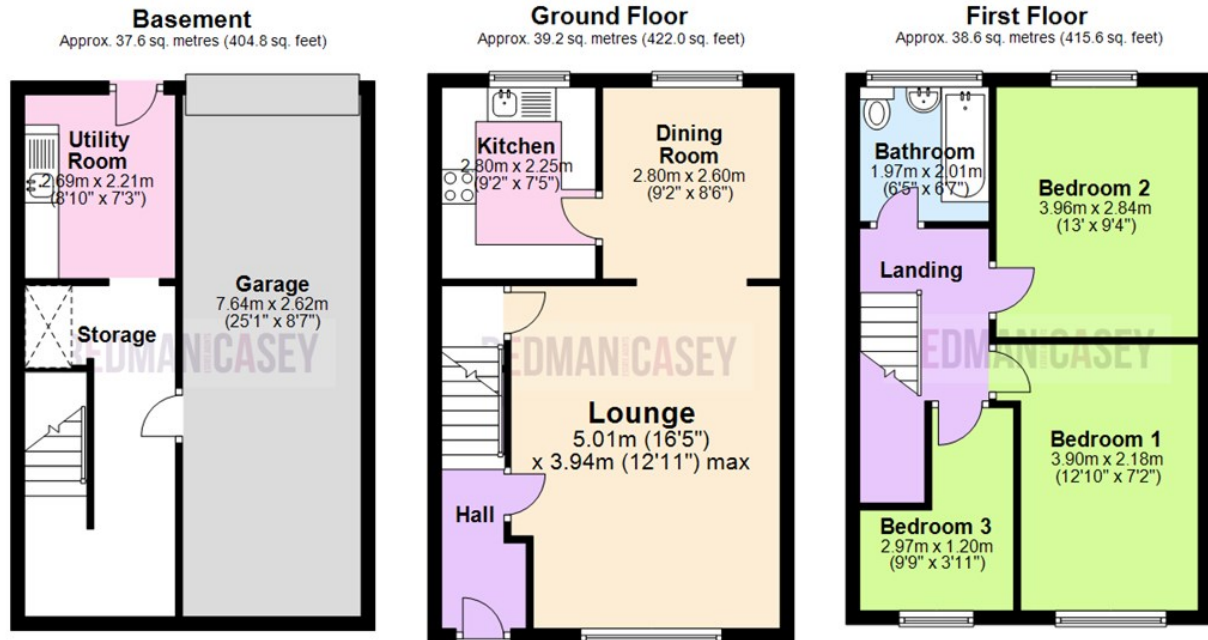 Basement
Approx. 37.6 sq. metres (404.8 sq. feet)
Utility
Room
2.69m x 2.21m
(8'10" x 7'3")
Garage
7.64m x 2.62m
(25'1" x 8'7")
Storage
REDMAN CASEY
Ground Floor
Approx. 39.2 sq. metres (422.0 sq. feet)
Kitchen
2.80m x 2.25m
(9'2" x 7'5")
Dining
Room
2.80m x 2.60m
(9'2" x 8'6")
REDMAN CASEY
Lounge
5.01m (16'5")
x 3.94m (12'11") max
Hall
First Floor
Approx. 38.6 sq. metres (415.6 sq. feet)
Bathroom
1.97m x 2.01m
(6'5" x 6'7")
Bedroom 2
3.96m x 2.84m
(13' x 9'4")
Landing
REDMAN CASEY
Bedroom 1
3.90m x 2.18m
(12'10" x 7'2")
Bedroom 3
2.97m x 1.20m
(9'9" x 3'11")